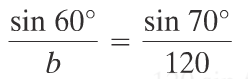 sin 60° / b = sin 70° / 120